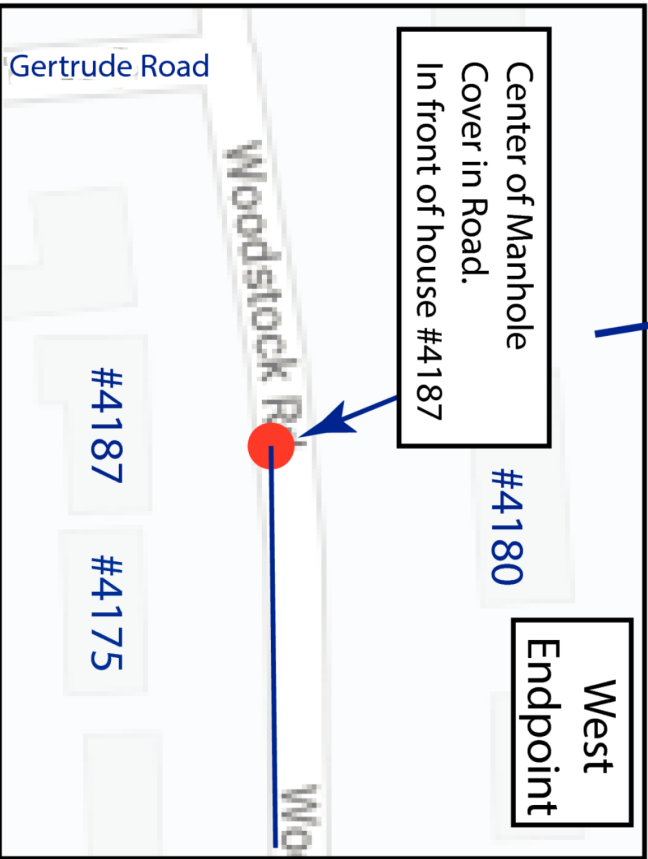 Gertrude Road
Woodstock Rd
Center of Manhole
Cover in Road.
In front of house #4187
#4187
#4180
#4175
West
Endpoint
Wo